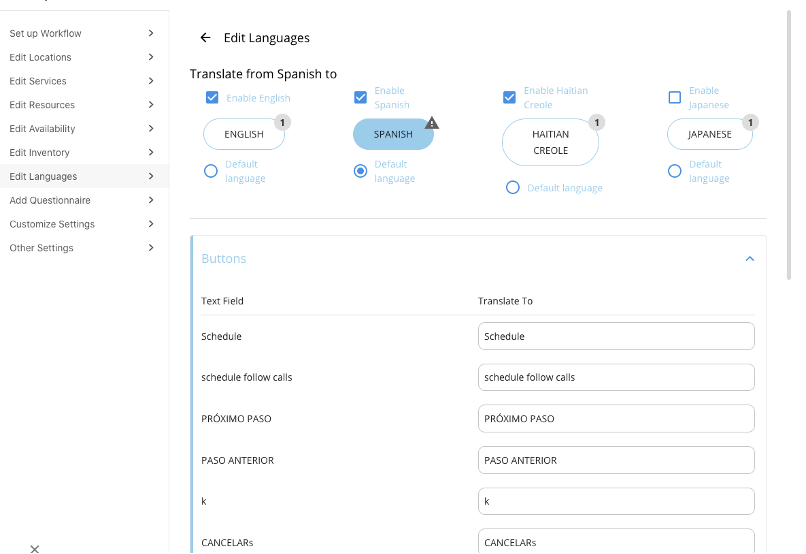 Set up Workflow
Edit Locations
Edit Services
Edit Resources
Edit Availability
Edit Inventory
Edit Languages
Add Questionnaire
Customize Settings
Other Settings
Edit Languages
Translate from Spanish to
Enable English
ENGLISH
1
Default
language
Enable
Spanish
SPANISH
Default
language
Enable Haitian
Creole
1
HAITIAN
CREOLE
Default language
Enable
Japanese
JAPANESE
1
Default
language
Buttons
Text Field
Translate To
Schedule
Schedule
schedule follow calls
schedule follow calls
PRÓXIMO PASO
PRÓXIMO PASO
PASO ANTERIOR
PASO ANTERIOR
k
k
CANCELARs
CANCELARs